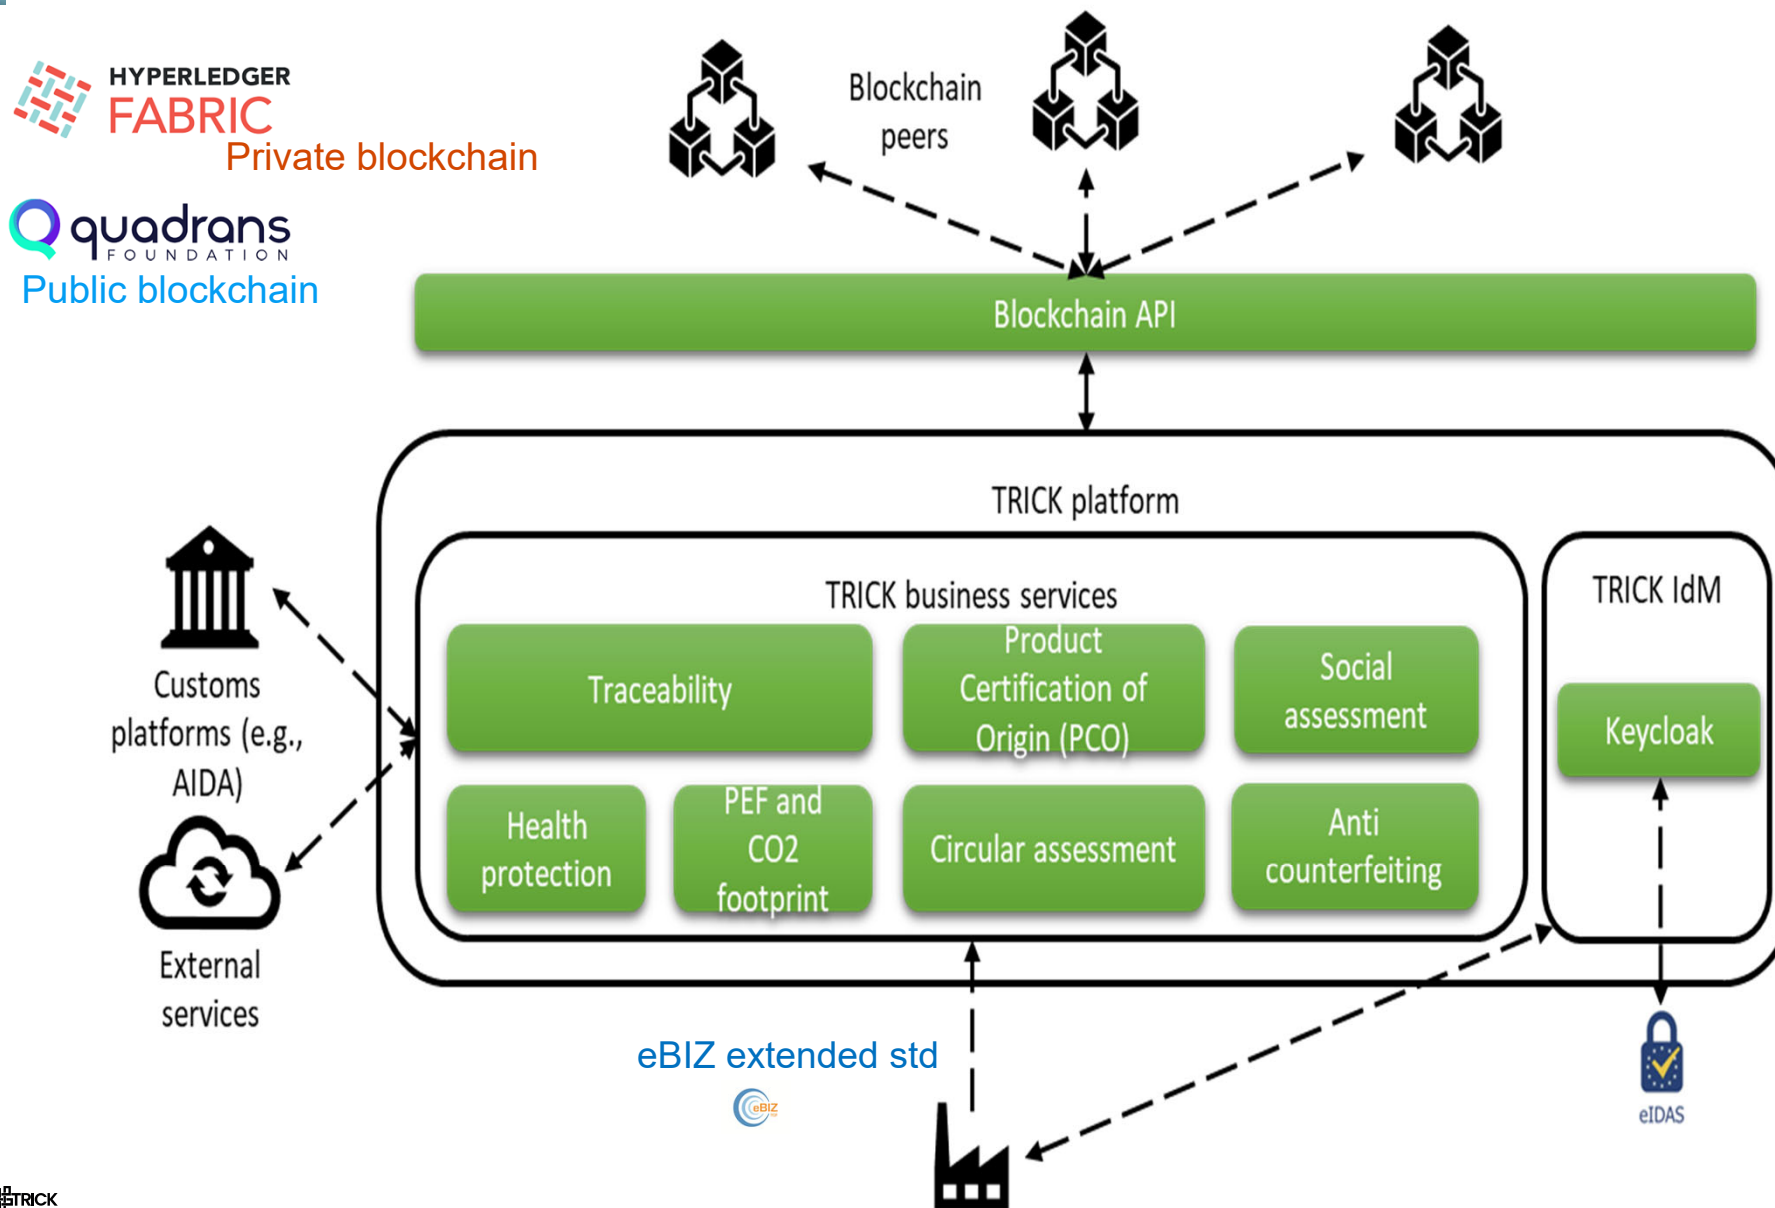 HYPERLEDGER
FABRIC
Private blockchain
quadrans
FOUNDATION
Public blockchain
Blockchain
peers
Blockchain API
TRICK platform
TRICK business services
TRICK IdM
Traceability
Product
Certification of
Origin (PCO)
Social
assessment
Keycloak
Health
protection
PEF and
CO2
footprint
Circular assessment
Anti
counterfeiting
Customs
platforms (e.g.,
AIDA)
External
services
eBIZ extended std
eBIZ
eIDAS
TRICK